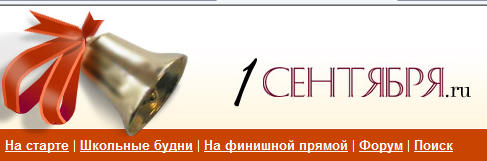 1 СЕНТЯБРЯ.ru
На старте | Школьные будни | На финишной прямой | Форум | Поиск